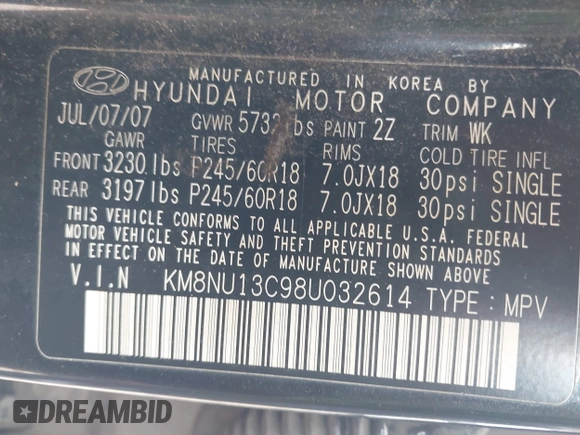 MANUFACTURED IN KOREA BY
HYUNDAI MOTOR COMPANY
JUL/07/07 GVWR 5732 lbs PAINT 2Z TRIM WK
GAWR TIRES RIMS COLD TIRE INFL
FRONT 3230 lbs P245/60R18 7.0JX18 30psi SINGLE
REAR 3197 lbs P245/60R18 7.0JX18 30psi SINGLE
THIS VEHICLE CONFORMS TO ALL APPLICABLE U.S.A. FEDERAL
MOTOR VEHICLE SAFETY AND THEFT PREVENTION STANDARDS
IN EFFECT ON THE DATE OF MANUFACTURE SHOWN ABOVE.
V.I.N KM8NU13C98U032614 TYPE : MPV
DREAMBID